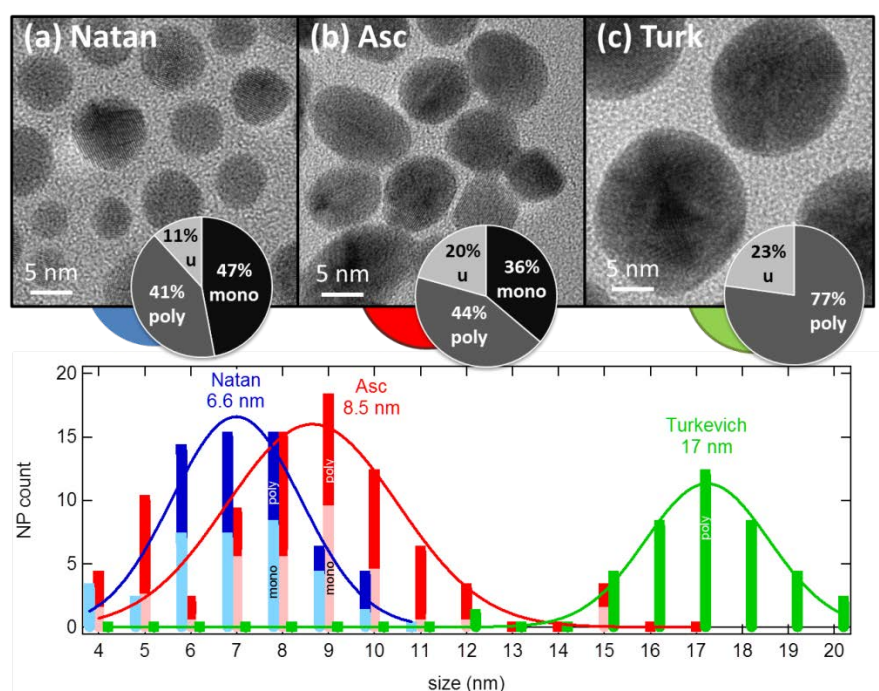 (a) Natan
(b) Asc
(c) Turk
5 nm
11%
u
47%
mono
41%
poly
5 nm
20%
u
36%
mono
44%
poly
5 nm
23%
u
77%
poly
20
15
10
5
0
NP count
Natan
6.6 nm
Asc
8.5 nm
Turkevich
17 nm
poly
mono
poly
mono
poly
4 5 6 7 8 9 10 11 12 13 14 15 16 17 18 19 20
size (nm)